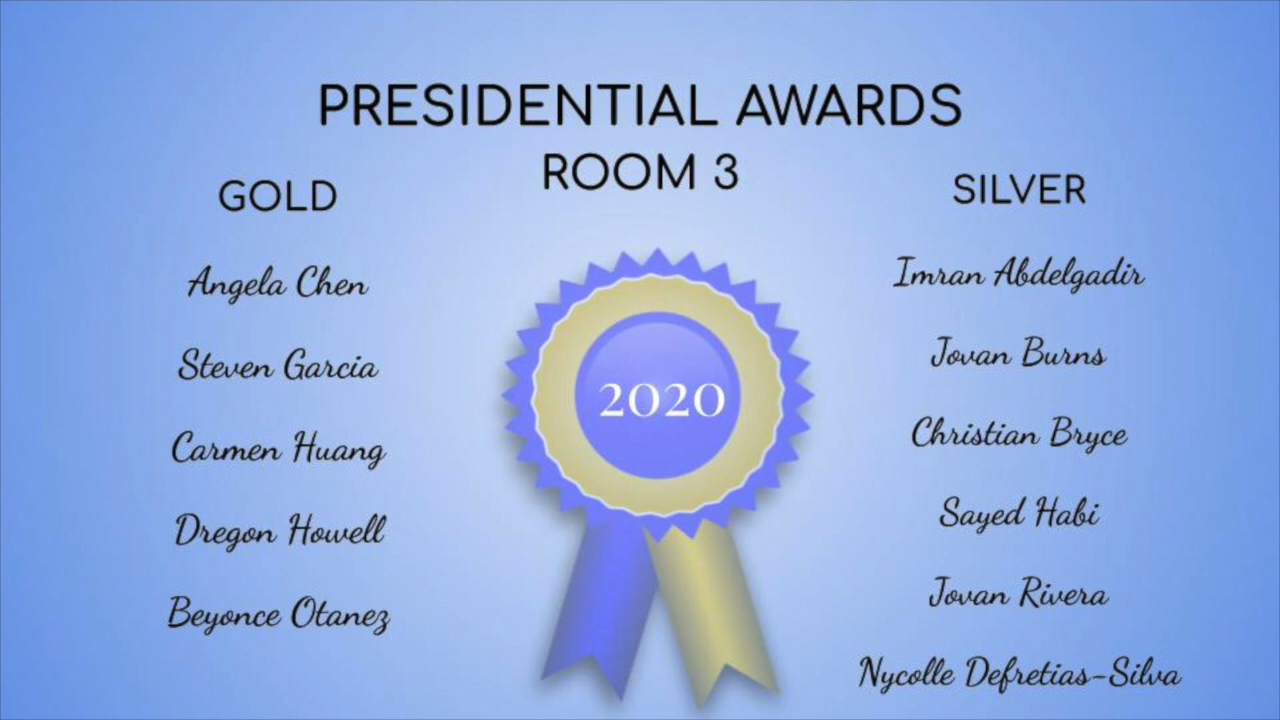 PRESIDENTIAL AWARDS
ROOM 3
GOLD
Angela Chen
Steven Garcia
Carmen Huang
Dregon Howell
Beyonce Otanez
2020
SILVER
Imran Abdelgadir
Jovan Burns
Christian Bryce
Sayed Habi
Jovan Rivera
Nycolle Defretias-Silva